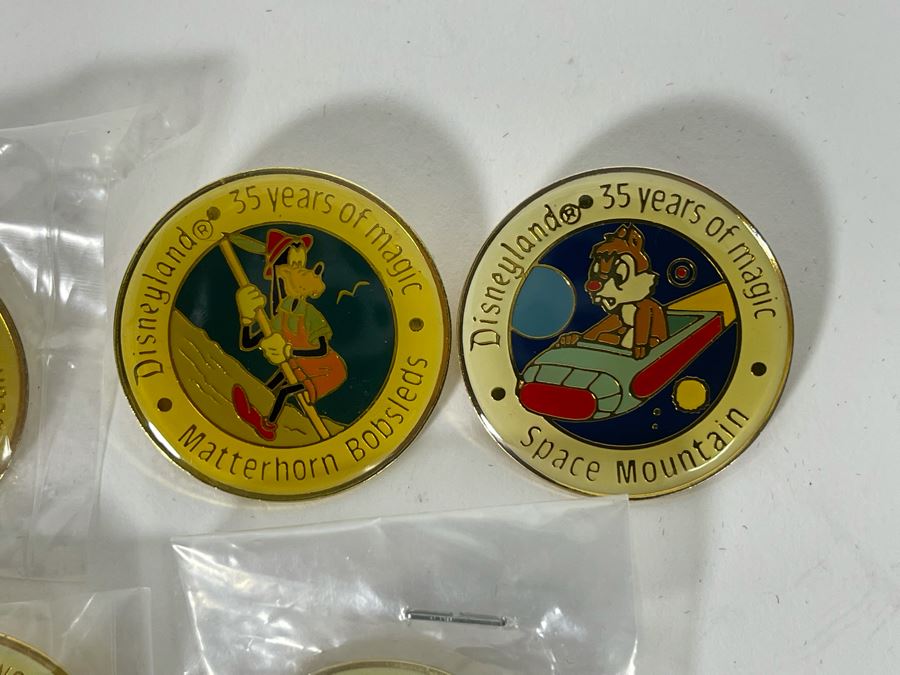 Disneyland® • 35 years of magic
• Matterhorn Bobsleds •
Disneyland® • 35 years of magic
• Space Mountain •